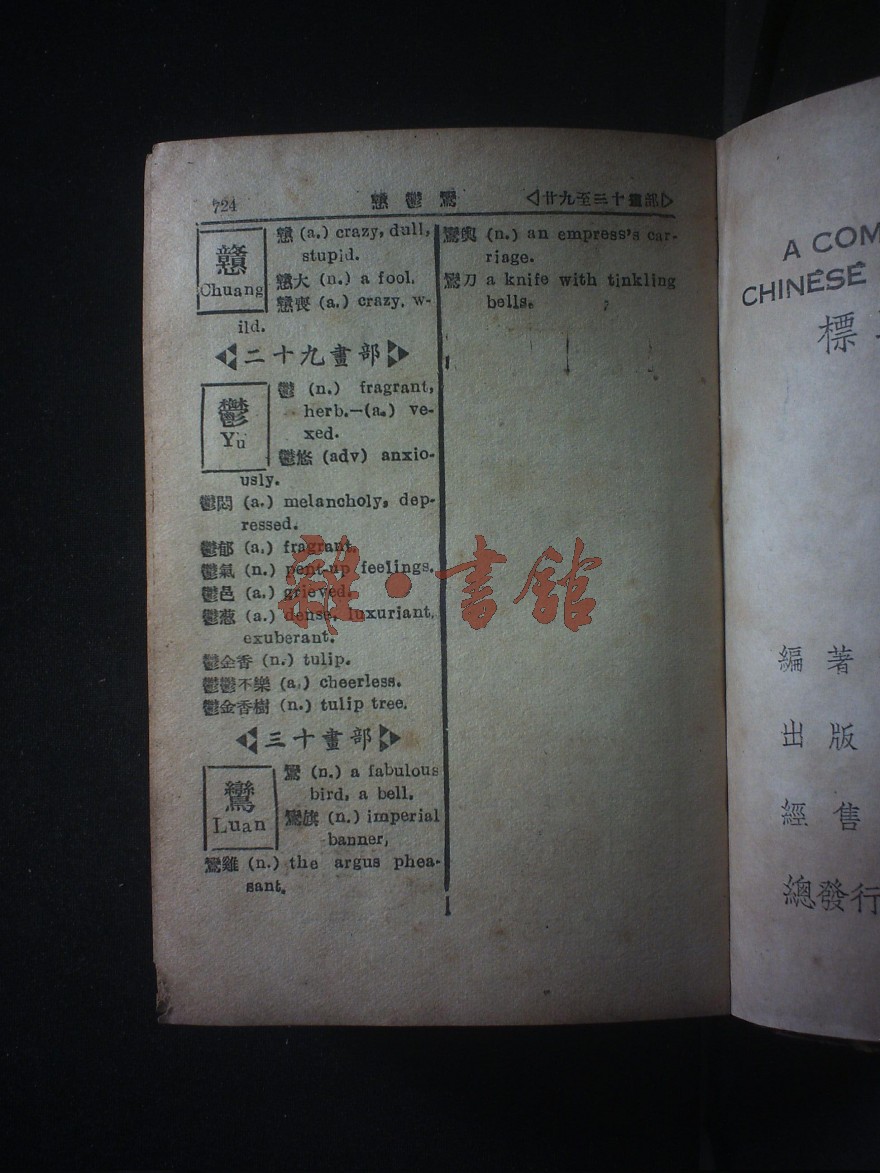 724 戇鬱鸞 ◁廿九至三十畫部▷
戇
Chuang
戇 (a.) crazy, dull,
stupid.
戇大 (n.) a fool.
戇喪 (a.) crazy, w-
ild.
二十九畫部
鬱
Yü
鬱 (n.) fragrant,
herb.—(a.) ve-
xed.
鬱悠 (adv) anxio-
usly.
鬱悶 (a.) melancholy, dep-
ressed.
鬱郁 (a.) fragrant.
鬱氣 (n.) pent-up feelings.
鬱邑 (a.) grieved.
鬱葱 (a.) dense, luxuriant,
exuberant.
鬱金香 (n.) tulip.
鬱鬱不樂 (a.) cheerless.
鬱金香樹 (n.) tulip tree.
三十畫部
鸞
Luan
鸞 (n.) a fabulous
bird, a bell.
鸞旗 (n.) imperial
banner,
鸞雞 (n.) the argus phea-
sant.
鸞輿 (n.) an empress's car-
riage.
鸞刀 a knife with tinkling
bells.
雜·書館
A COM
CHINESE
標
編著
出版
經售
總發行